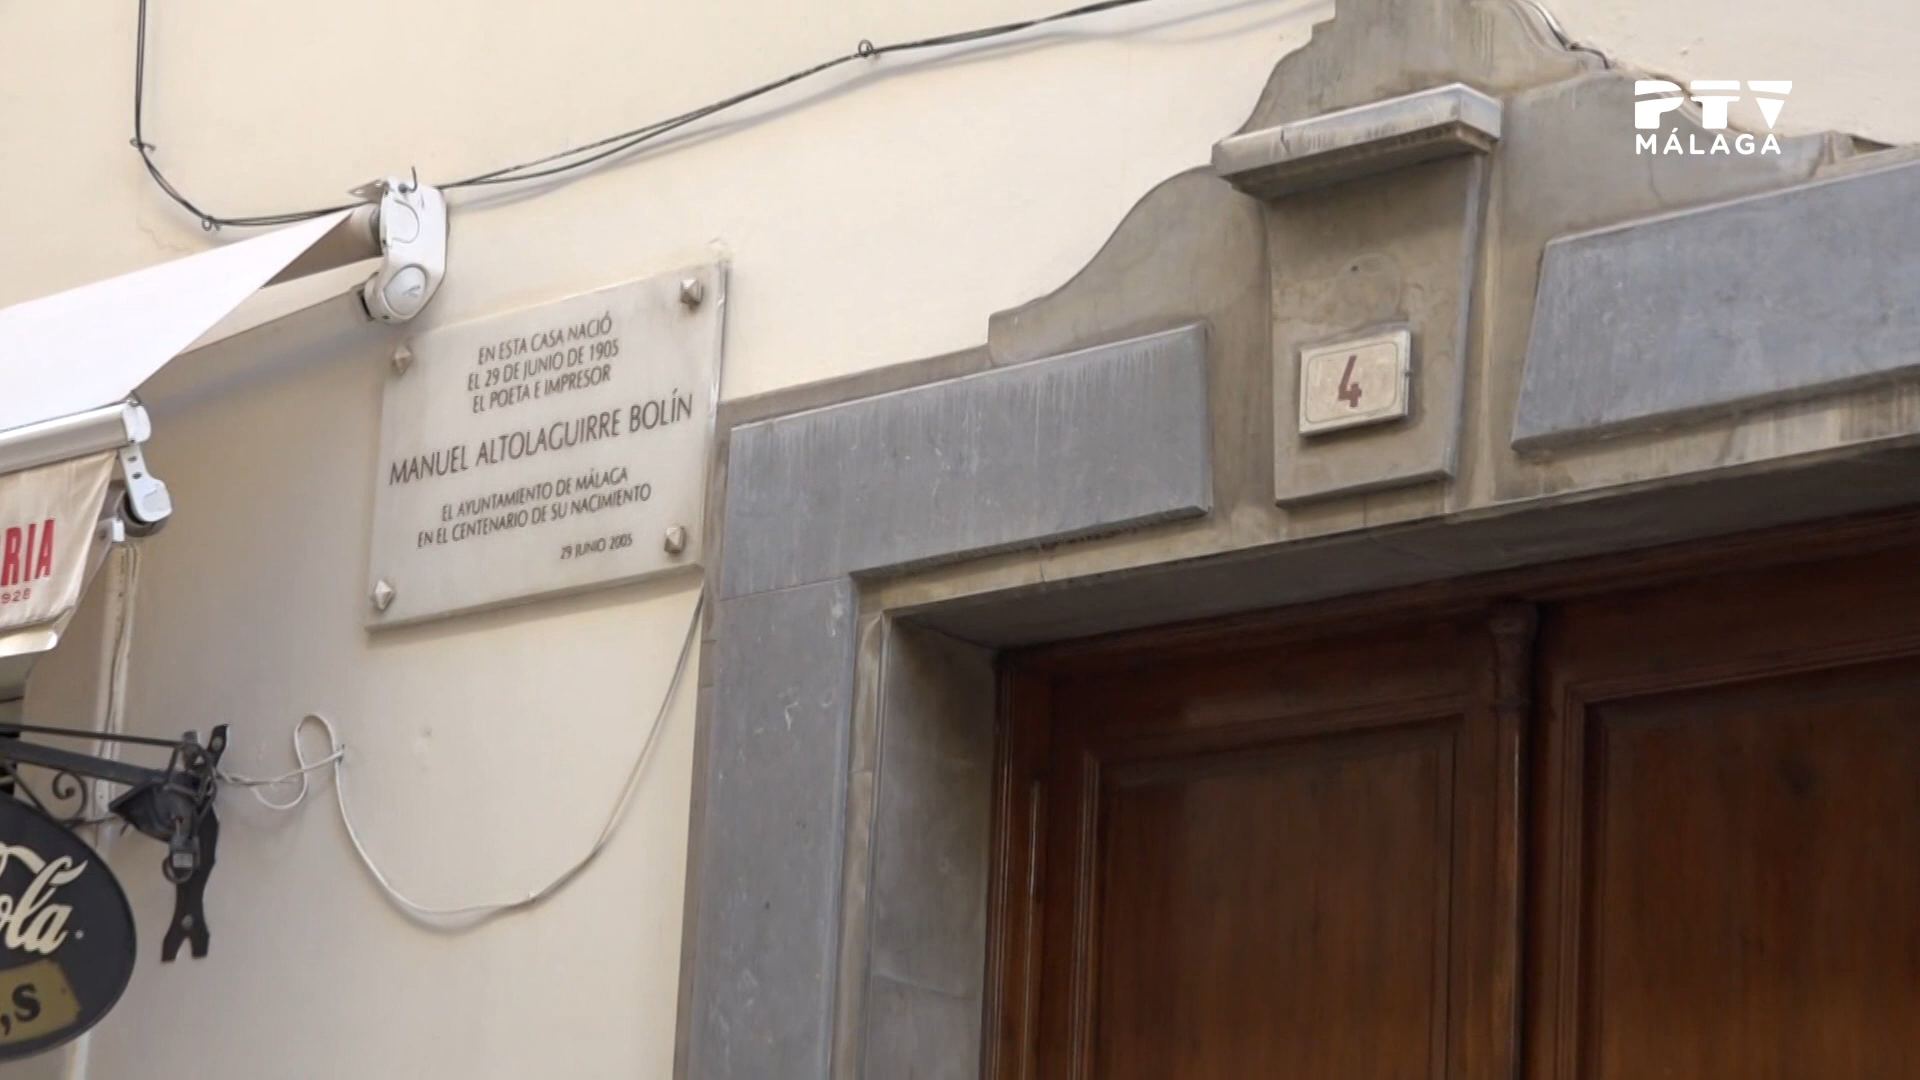 PTV
MÁLAGA
EN ESTA CASA NACIÓ
EL 29 DE JUNIO DE 1905
EL POETA E IMPRESOR
MANUEL ALTOLAGUIRRE BOLÍN
EL AYUNTAMIENTO DE MÁLAGA
EN EL CENTENARIO DE SU NACIMIENTO
29 JUNIO 2005
4
RIA
928
ola
,s